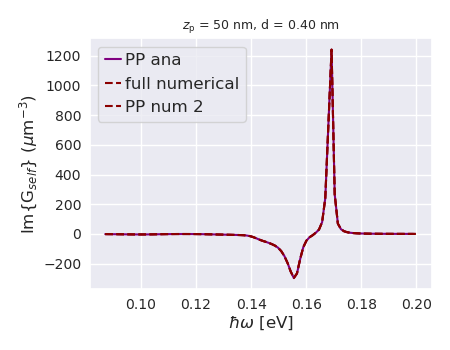 z_p = 50 nm, d = 0.40 nm
Im{G_self} (μm⁻³)
1200
1000
800
600
400
200
0
−200
PP ana
full numerical
PP num 2
0.10 0.12 0.14 0.16 0.18 0.20
ħω [eV]